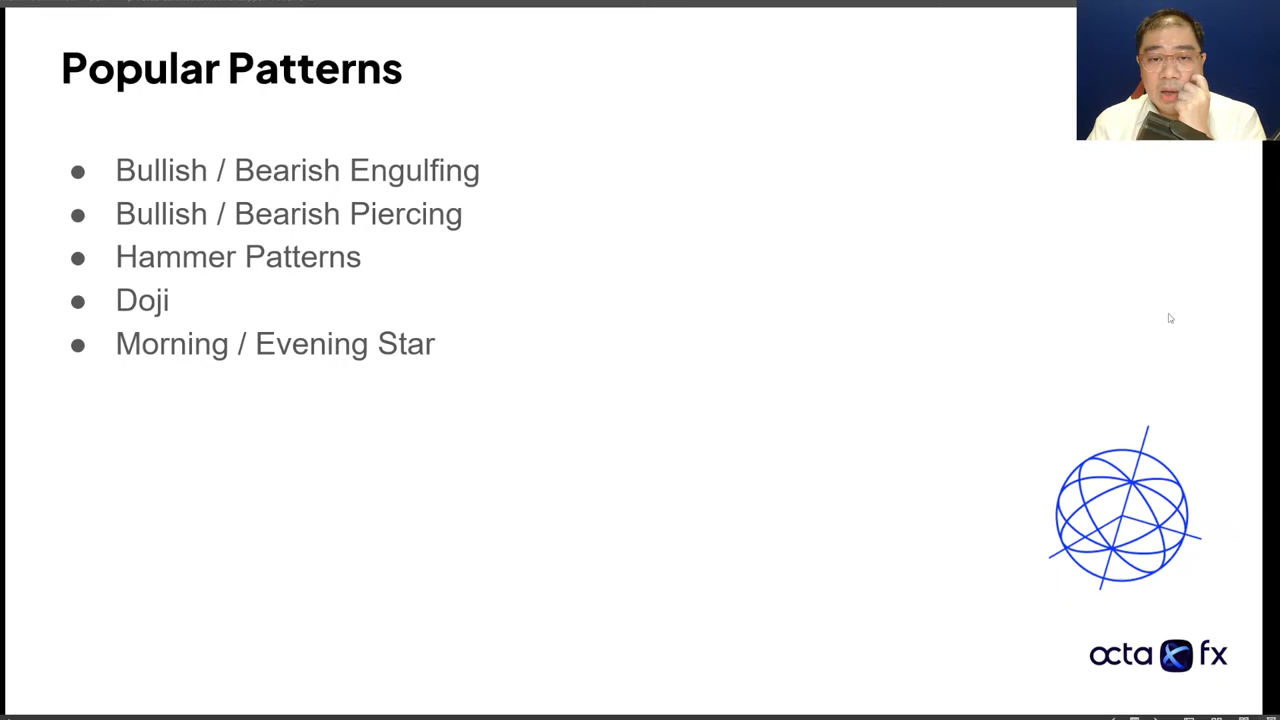 Popular Patterns
● Bullish / Bearish Engulfing
● Bullish / Bearish Piercing
● Hammer Patterns
● Doji
● Morning / Evening Star
octa fx